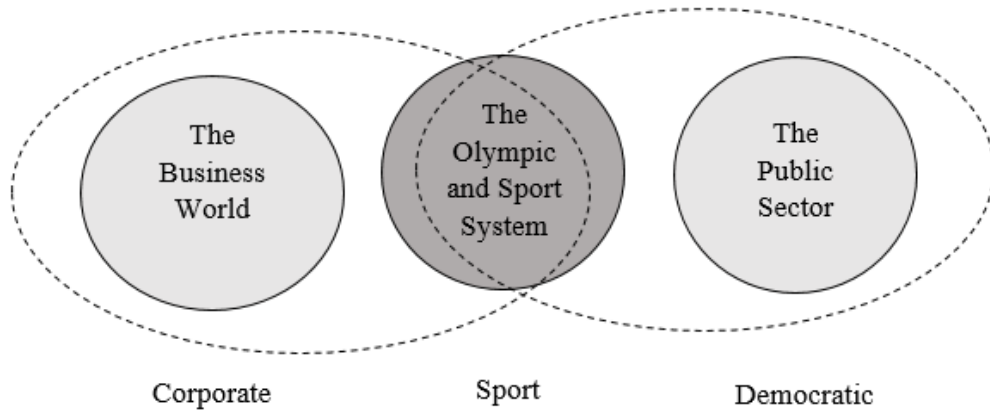 The
Business
World
The
Olympic
and Sport
System
The
Public
Sector
Corporate
Sport
Democratic